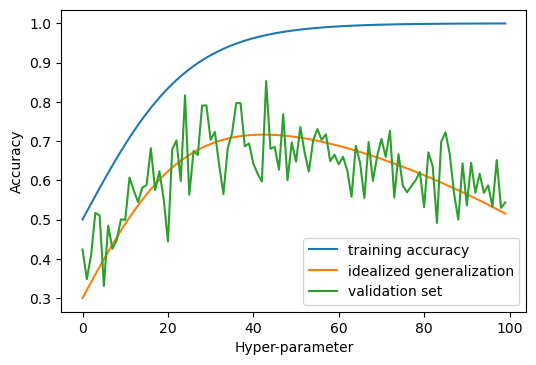 1.0
0.9
0.8
0.7
0.6
0.5
0.4
0.3
Accuracy
training accuracy
idealized generalization
validation set
0 20 40 60 80 100
Hyper-parameter